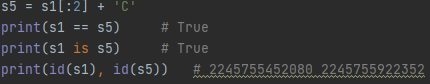 s5 = s1[:2] + 'C'
print(s1 == s5)      # True
print(s1 is s5)      # True
print(id(s1), id(s5))   # 2245755452080 2245755922352